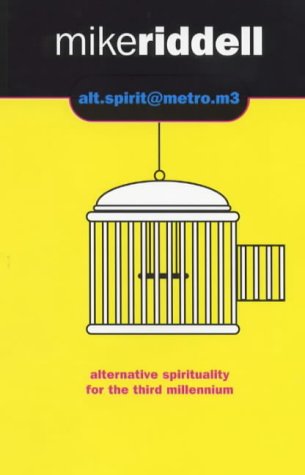 mikeriddell
alt.spirit@metro.m3
alternative spirituality
for the third millennium